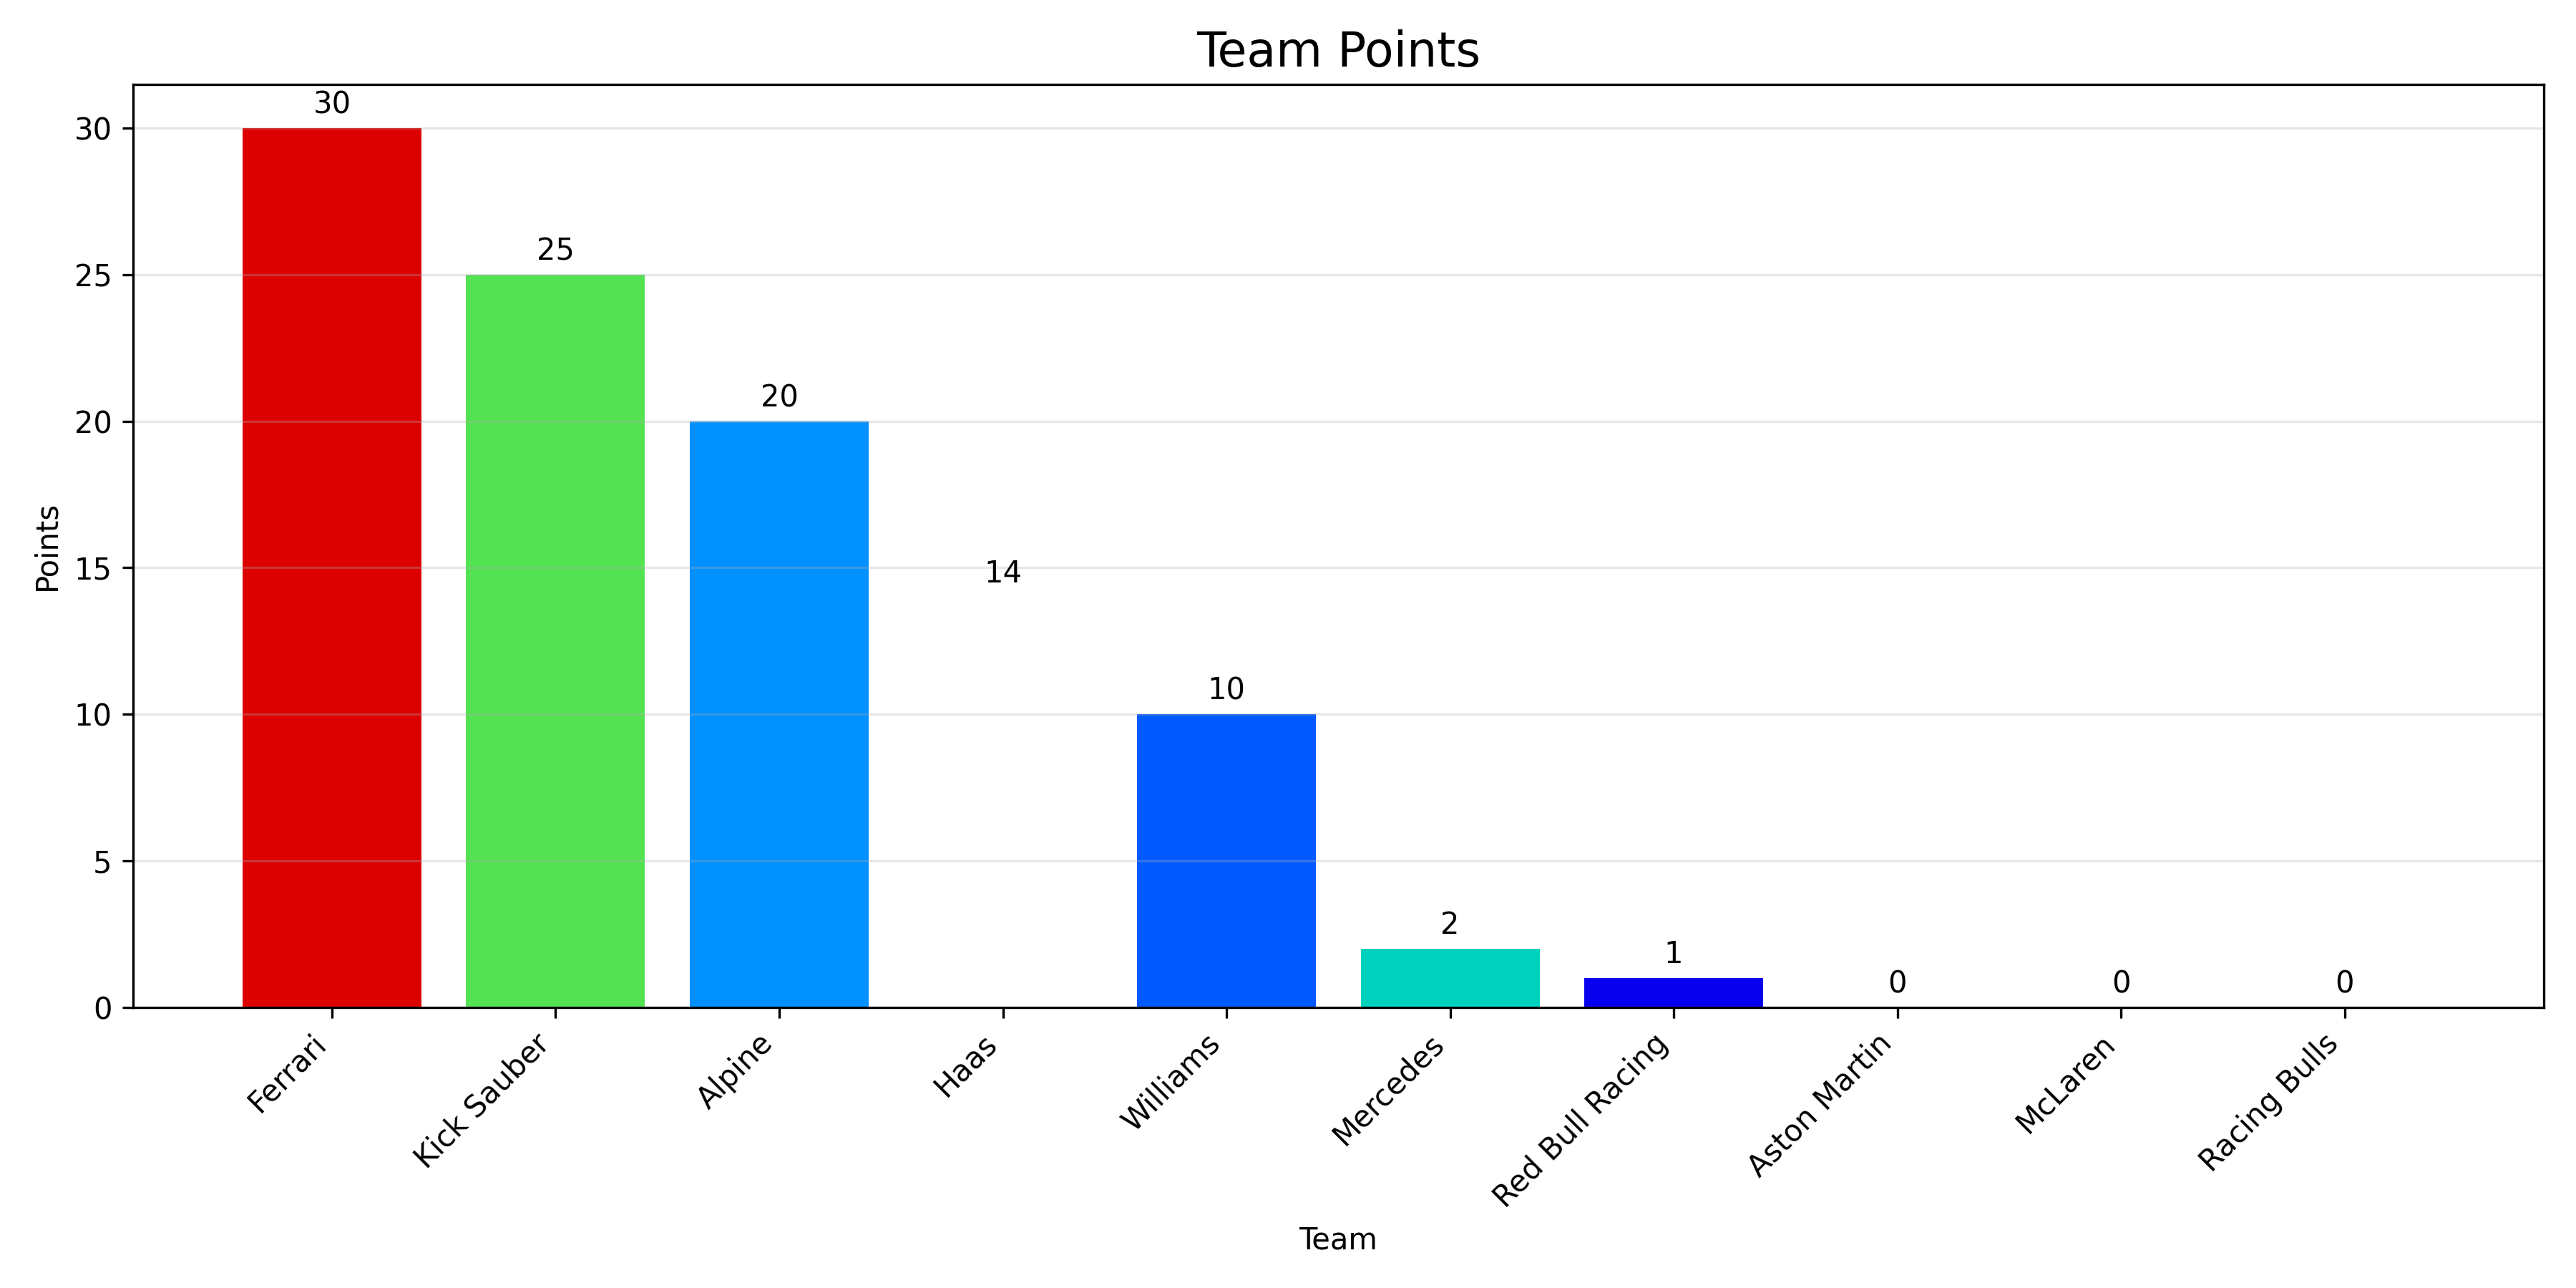 Team Points
30
25
20
14
10
2
1
0
0
0
Points
30
25
20
15
10
5
0
Ferrari
Kick Sauber
Alpine
Haas
Williams
Mercedes
Red Bull Racing
Aston Martin
McLaren
Racing Bulls
Team